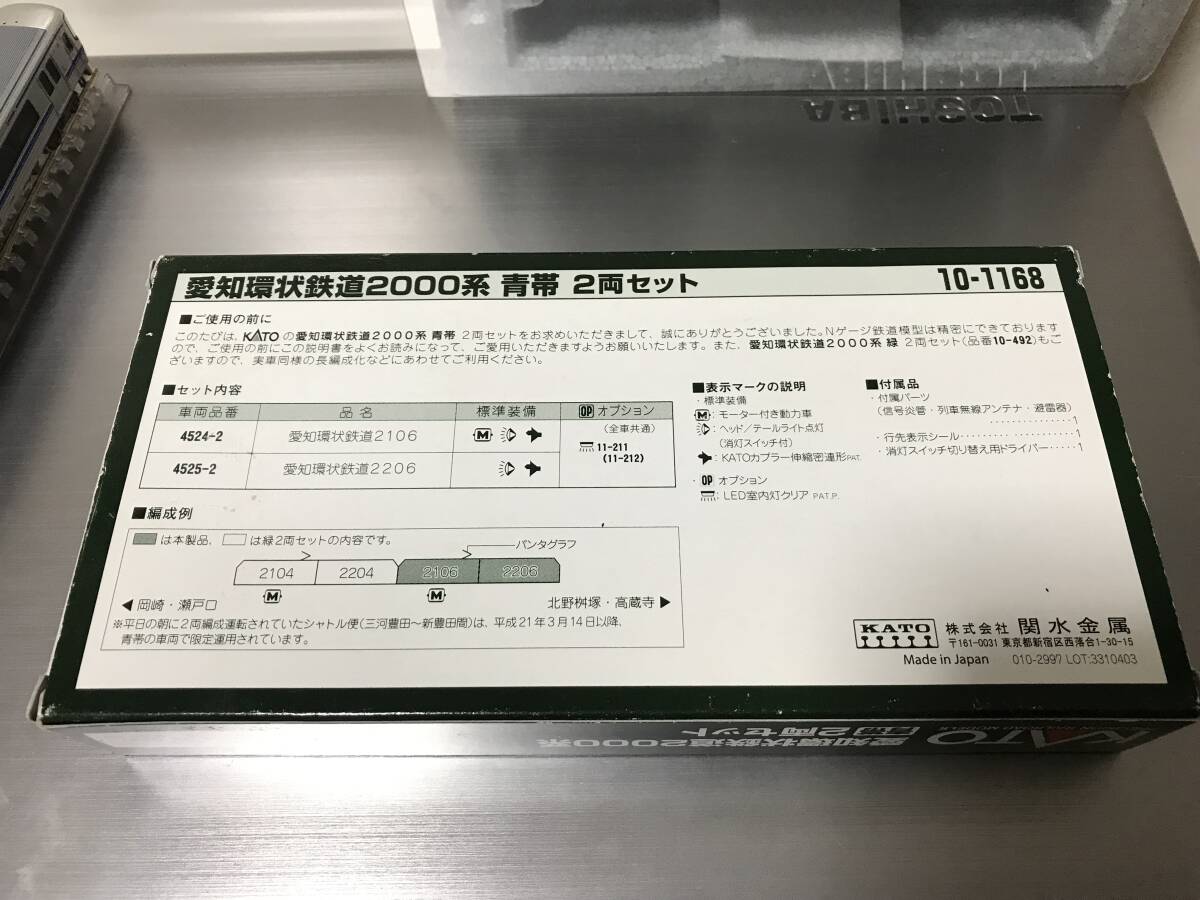 TOSHIBA
愛知環状鉄道2000系 青帯 2両セット 10-1168
■ご使用の前に
このたびは、KATOの愛知環状鉄道2000系 青帯 2両セットをお求めいただきまして、誠にありがとうございました。Nゲージ鉄道模型は精密にできております
ので、ご使用の前にこの説明書をよくお読みになって、ご愛用いただきますようお願いいたします。また、愛知環状鉄道2000系 緑 2両セット(品番10-492)もご
ざいますので、実車同様の長編成化などにあわせてご利用ください。
■セット内容
車両品番 品名 標準装備 OP オプション
4524-2 愛知環状鉄道2106 M
4525-2 愛知環状鉄道2206
(全車共通)
11-211
(11-212)
■表示マークの説明
・標準装備
M：モーター付き動力車
：ヘッド/テールライト点灯
(消灯スイッチ付)
：KATOカプラー伸縮密連形PAT.
・OP オプション
：LED室内灯クリア PAT.P.
■付属品
・付属パーツ
(信号炎管・列車無線アンテナ・避雷器)
……………1
・行先表示シール……………………1
・消灯スイッチ切り替え用ドライバー……1
■編成例
は本製品、 は緑2両セットの内容です。
パンタグラフ
2104 2204 2106 2206
M M
◀岡崎・瀬戸口 北野桝塚・高蔵寺▶
※平日の朝に2両編成運転されていたシャトル便(三河豊田〜新豊田間)は、平成21年3月14日以降、
青帯の車両で限定運用されています。
KATO 株式会社 関水金属
〒161-0031 東京都新宿区西落合1-30-15
Made in Japan 010-2997 LOT:3310403
KATO
愛知環状鉄道2000系
青帯 2両セット